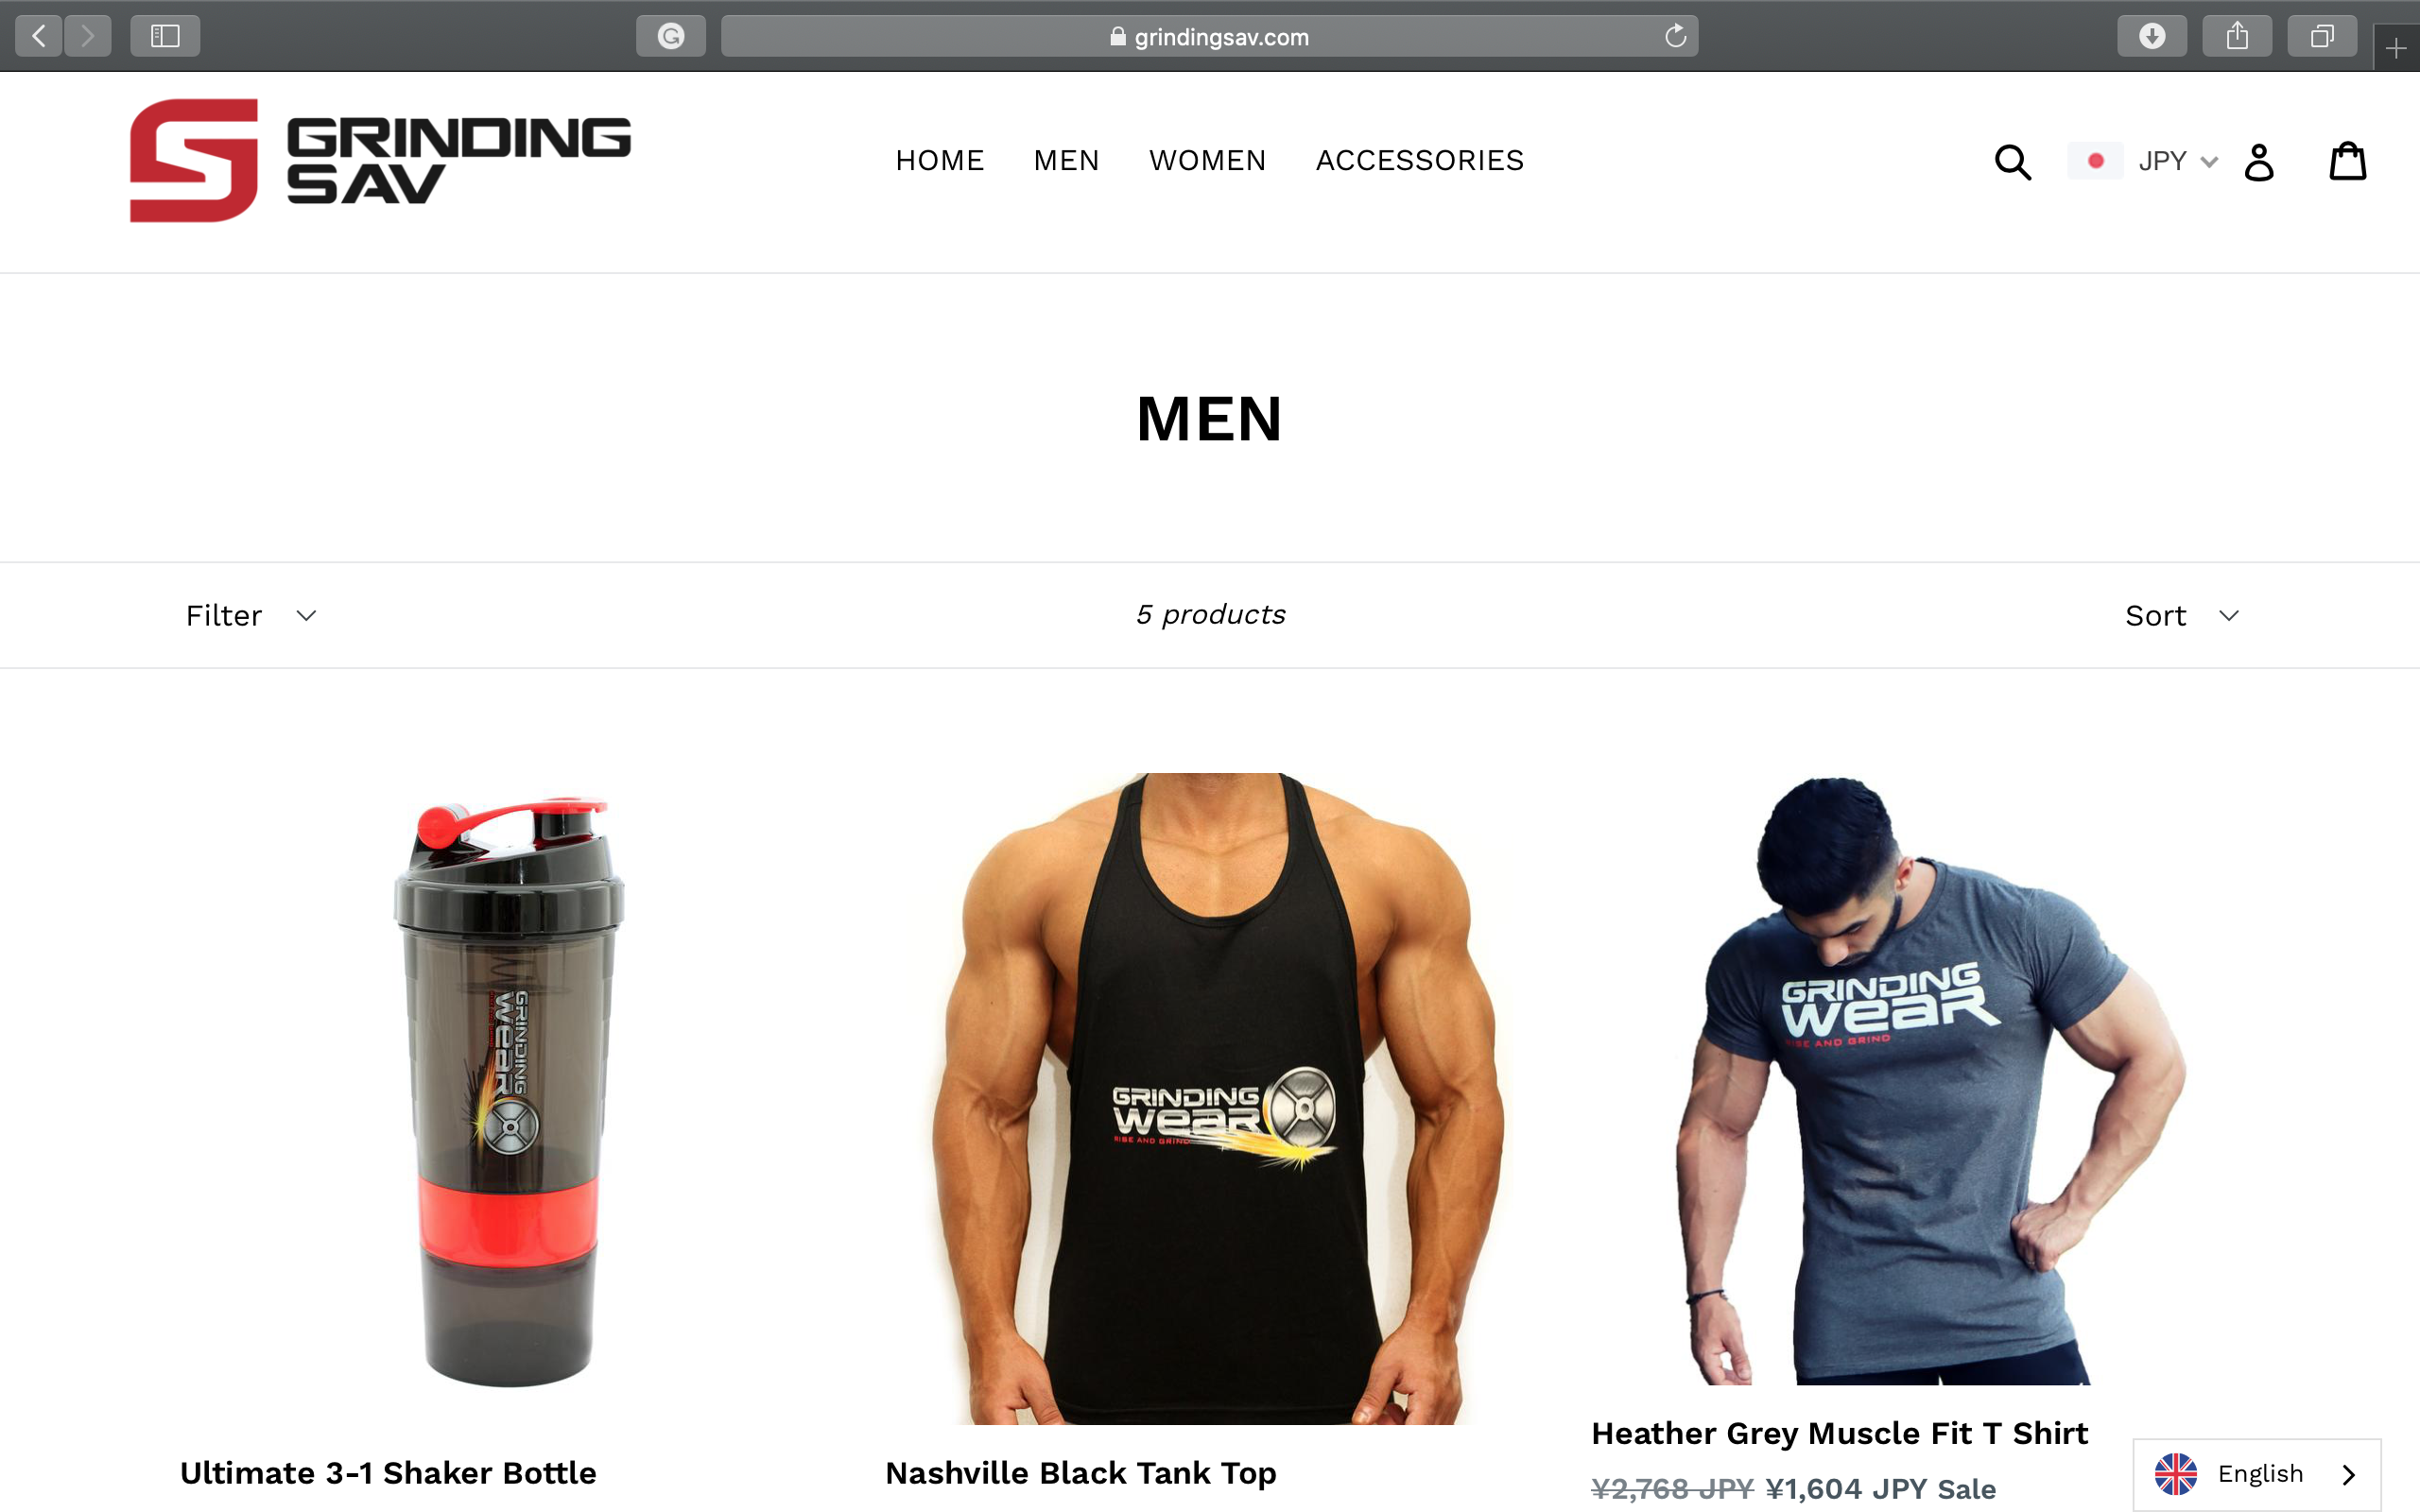 grindingsav.com
GRINDING
SAV
HOME MEN WOMEN ACCESSORIES
JPY
MEN
Filter
5 products
Sort
GRINDING
WEAR
GRINDING
WEAR
RISE AND GRIND
GRINDING
WEAR
RISE AND GRIND
Ultimate 3-1 Shaker Bottle
Nashville Black Tank Top
Heather Grey Muscle Fit T Shirt
¥2,768 JPY ¥1,604 JPY Sale
English